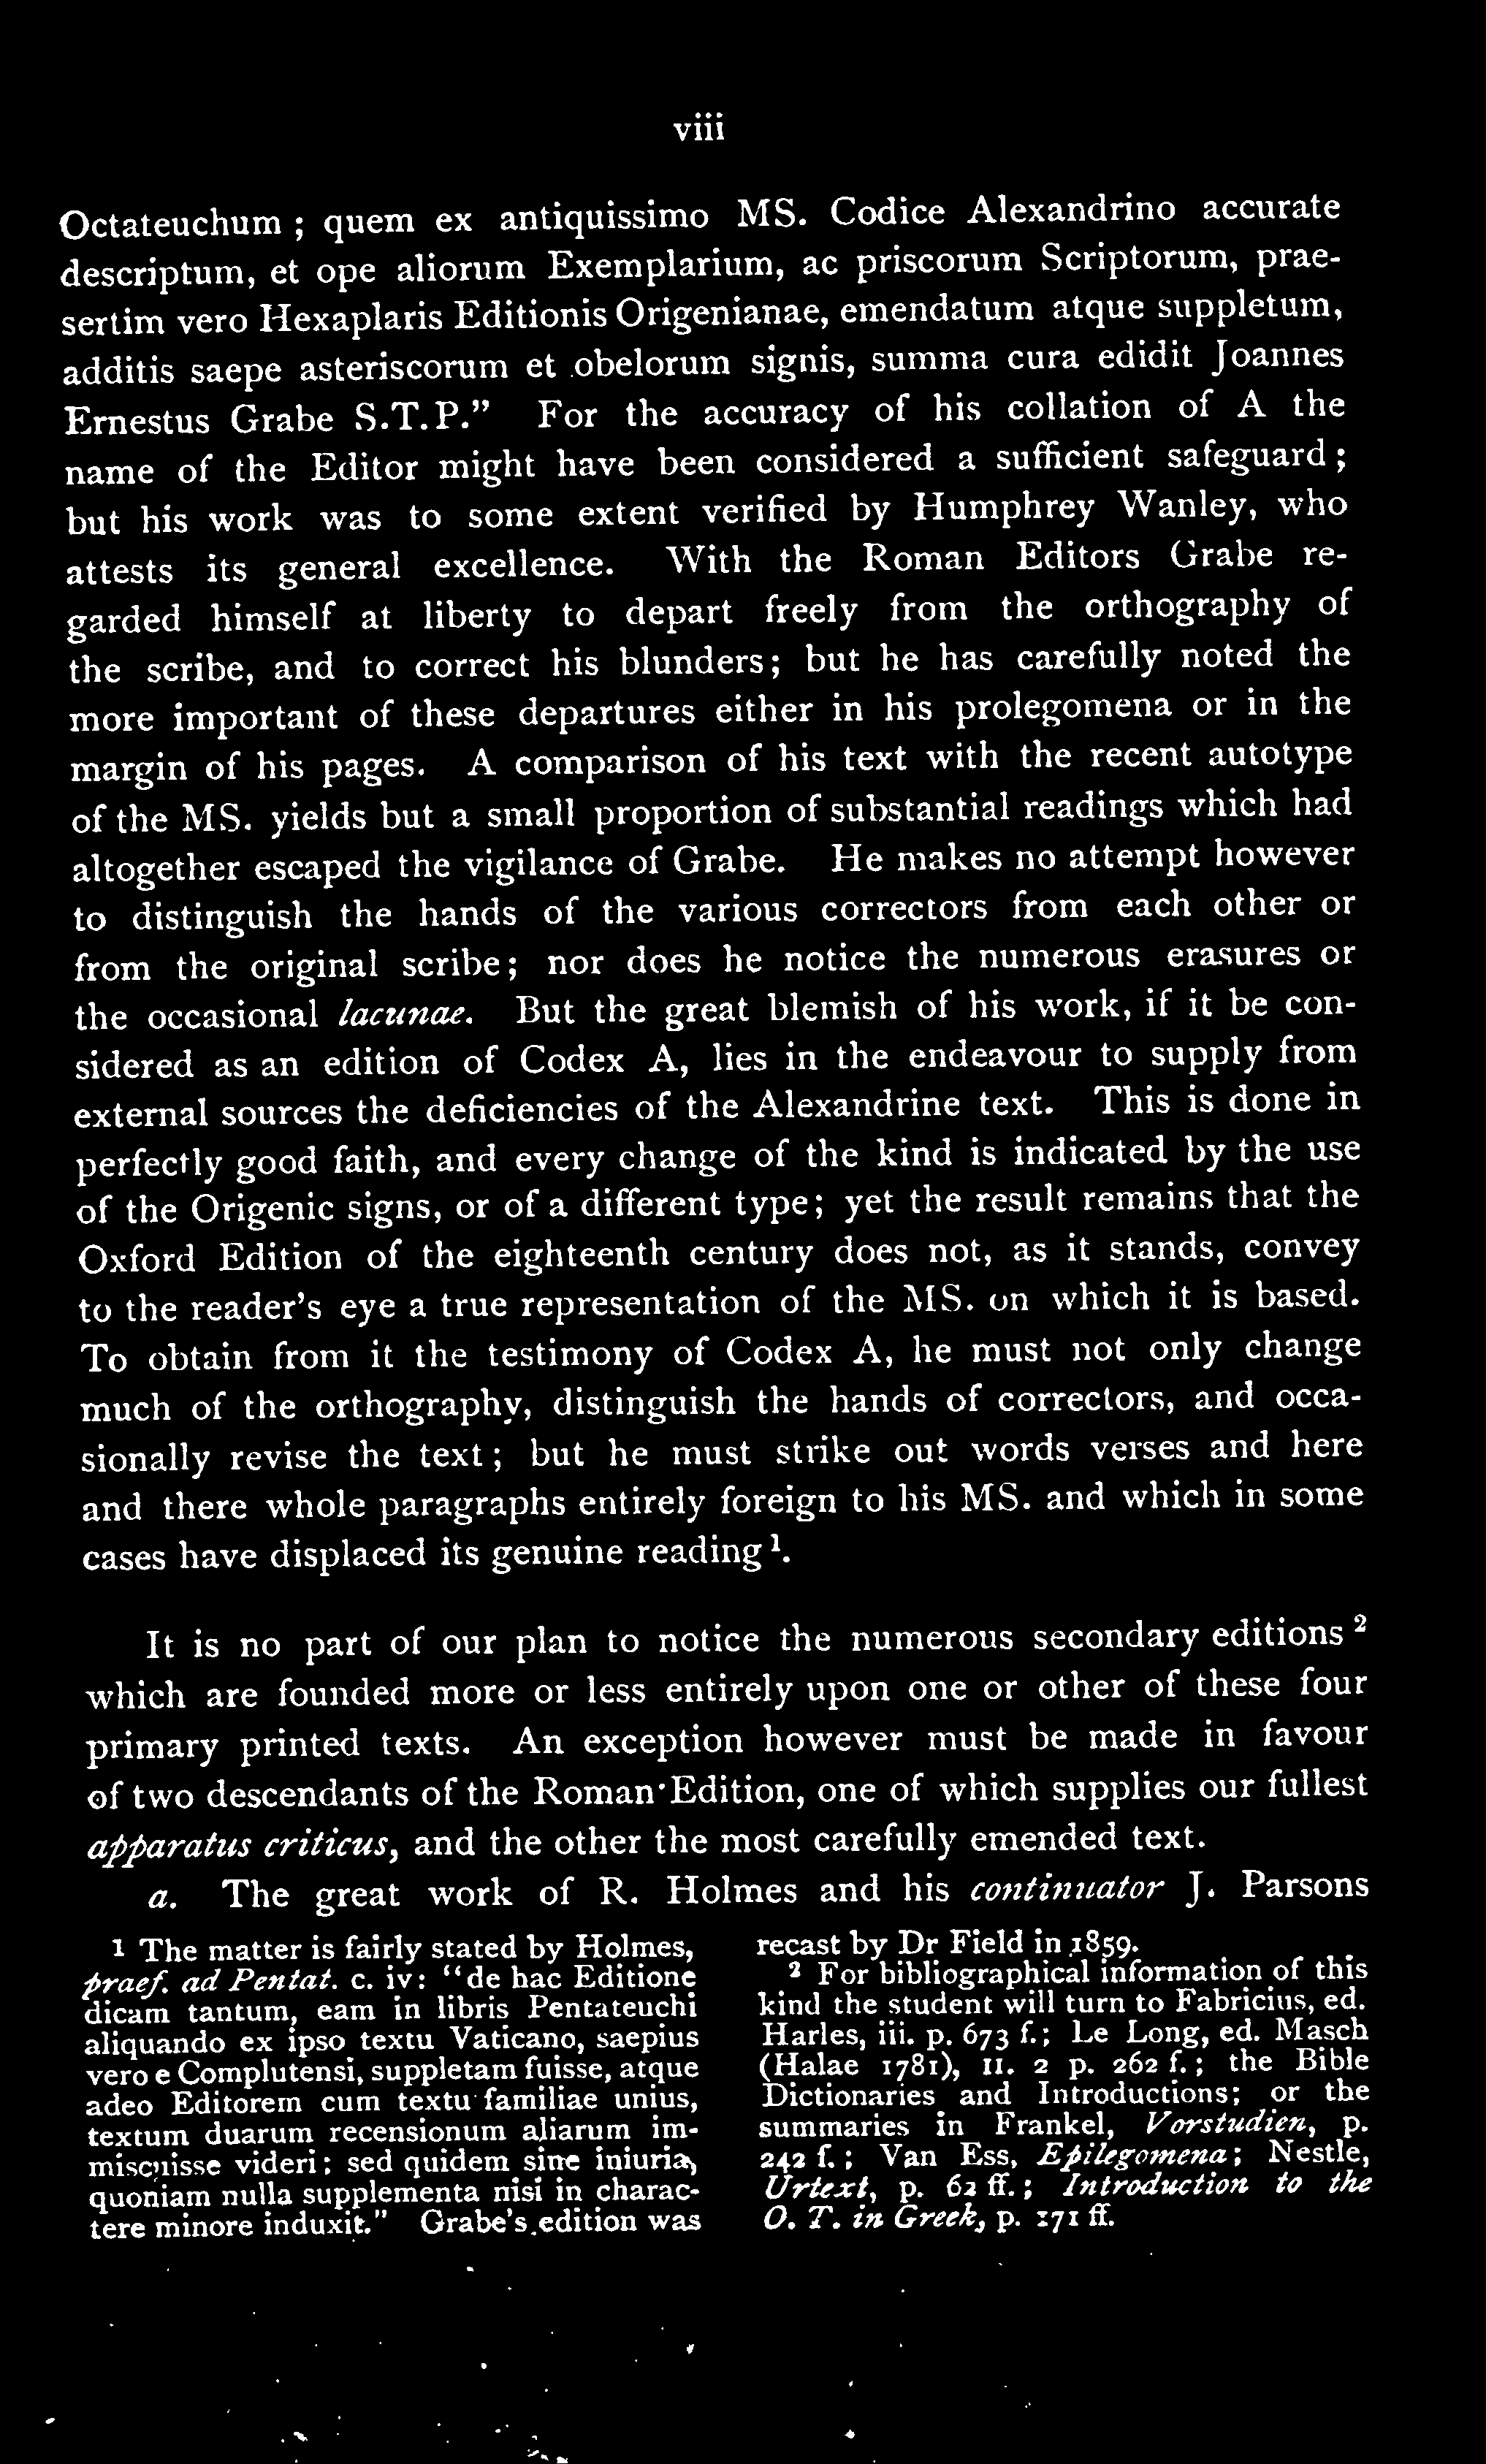 viii
Octateuchum ; quem ex antiquissimo MS. Codice Alexandrino accurate
descriptum, et ope aliorum Exemplarium, ac priscorum Scriptorum, prae-
sertim vero Hexaplaris Editionis Origenianae, emendatum atque suppletum,
additis saepe asteriscorum et obelorum signis, summa cura edidit Joannes
Ernestus Grabe S.T.P.” For the accuracy of his collation of A the
name of the Editor might have been considered a sufficient safeguard;
but his work was to some extent verified by Humphrey Wanley, who
attests its general excellence. With the Roman Editors Grabe re-
garded himself at liberty to depart freely from the orthography of
the scribe, and to correct his blunders; but he has carefully noted the
more important of these departures either in his prolegomena or in the
margin of his pages. A comparison of his text with the recent autotype
of the MS. yields but a small proportion of substantial readings which had
altogether escaped the vigilance of Grabe. He makes no attempt however
to distinguish the hands of the various correctors from each other or
from the original scribe; nor does he notice the numerous erasures or
the occasional lacunae. But the great blemish of his work, if it be con-
sidered as an edition of Codex A, lies in the endeavour to supply from
external sources the deficiencies of the Alexandrine text. This is done in
perfectly good faith, and every change of the kind is indicated by the use
of the Origenic signs, or of a different type; yet the result remains that the
Oxford Edition of the eighteenth century does not, as it stands, convey
to the reader’s eye a true representation of the MS. on which it is based.
To obtain from it the testimony of Codex A, he must not only change
much of the orthography, distinguish the hands of correctors, and occa-
sionally revise the text; but he must strike out words verses and here
and there whole paragraphs entirely foreign to his MS. and which in some
cases have displaced its genuine reading¹.
It is no part of our plan to notice the numerous secondary editions²
which are founded more or less entirely upon one or other of these four
primary printed texts. An exception however must be made in favour
of two descendants of the Roman Edition, one of which supplies our fullest
apparatus criticus, and the other the most carefully emended text.
a. The great work of R. Holmes and his continuator J. Parsons
¹ The matter is fairly stated by Holmes,
praef. ad Pentat. c. iv: “de hac Editione
dicam tantum, eam in libris Pentateuchi
aliquando ex ipso textu Vaticano, saepius
vero e Complutensi, suppletam fuisse, atque
adeo Editorem cum textu familiae unius,
textum duarum recensionum aliarum im-
miscuisse videri; sed quidem sine iniuria,
quoniam nulla supplementa nisi in charac-
tere minore induxit.” Grabe’s edition was
recast by Dr Field in 1859.
² For bibliographical information of this
kind the student will turn to Fabricius, ed.
Harles, iii. p. 673 f.; Le Long, ed. Masch
(Halae 1781), II. 2 p. 262 f.; the Bible
Dictionaries and Introductions; or the
summaries in Frankel, Vorstudien, p.
242 f.; Van Ess, Epilegomena; Nestle,
Urtext, p. 62 ff.; Introduction to the
O. T. in Greek, p. 171 ff.